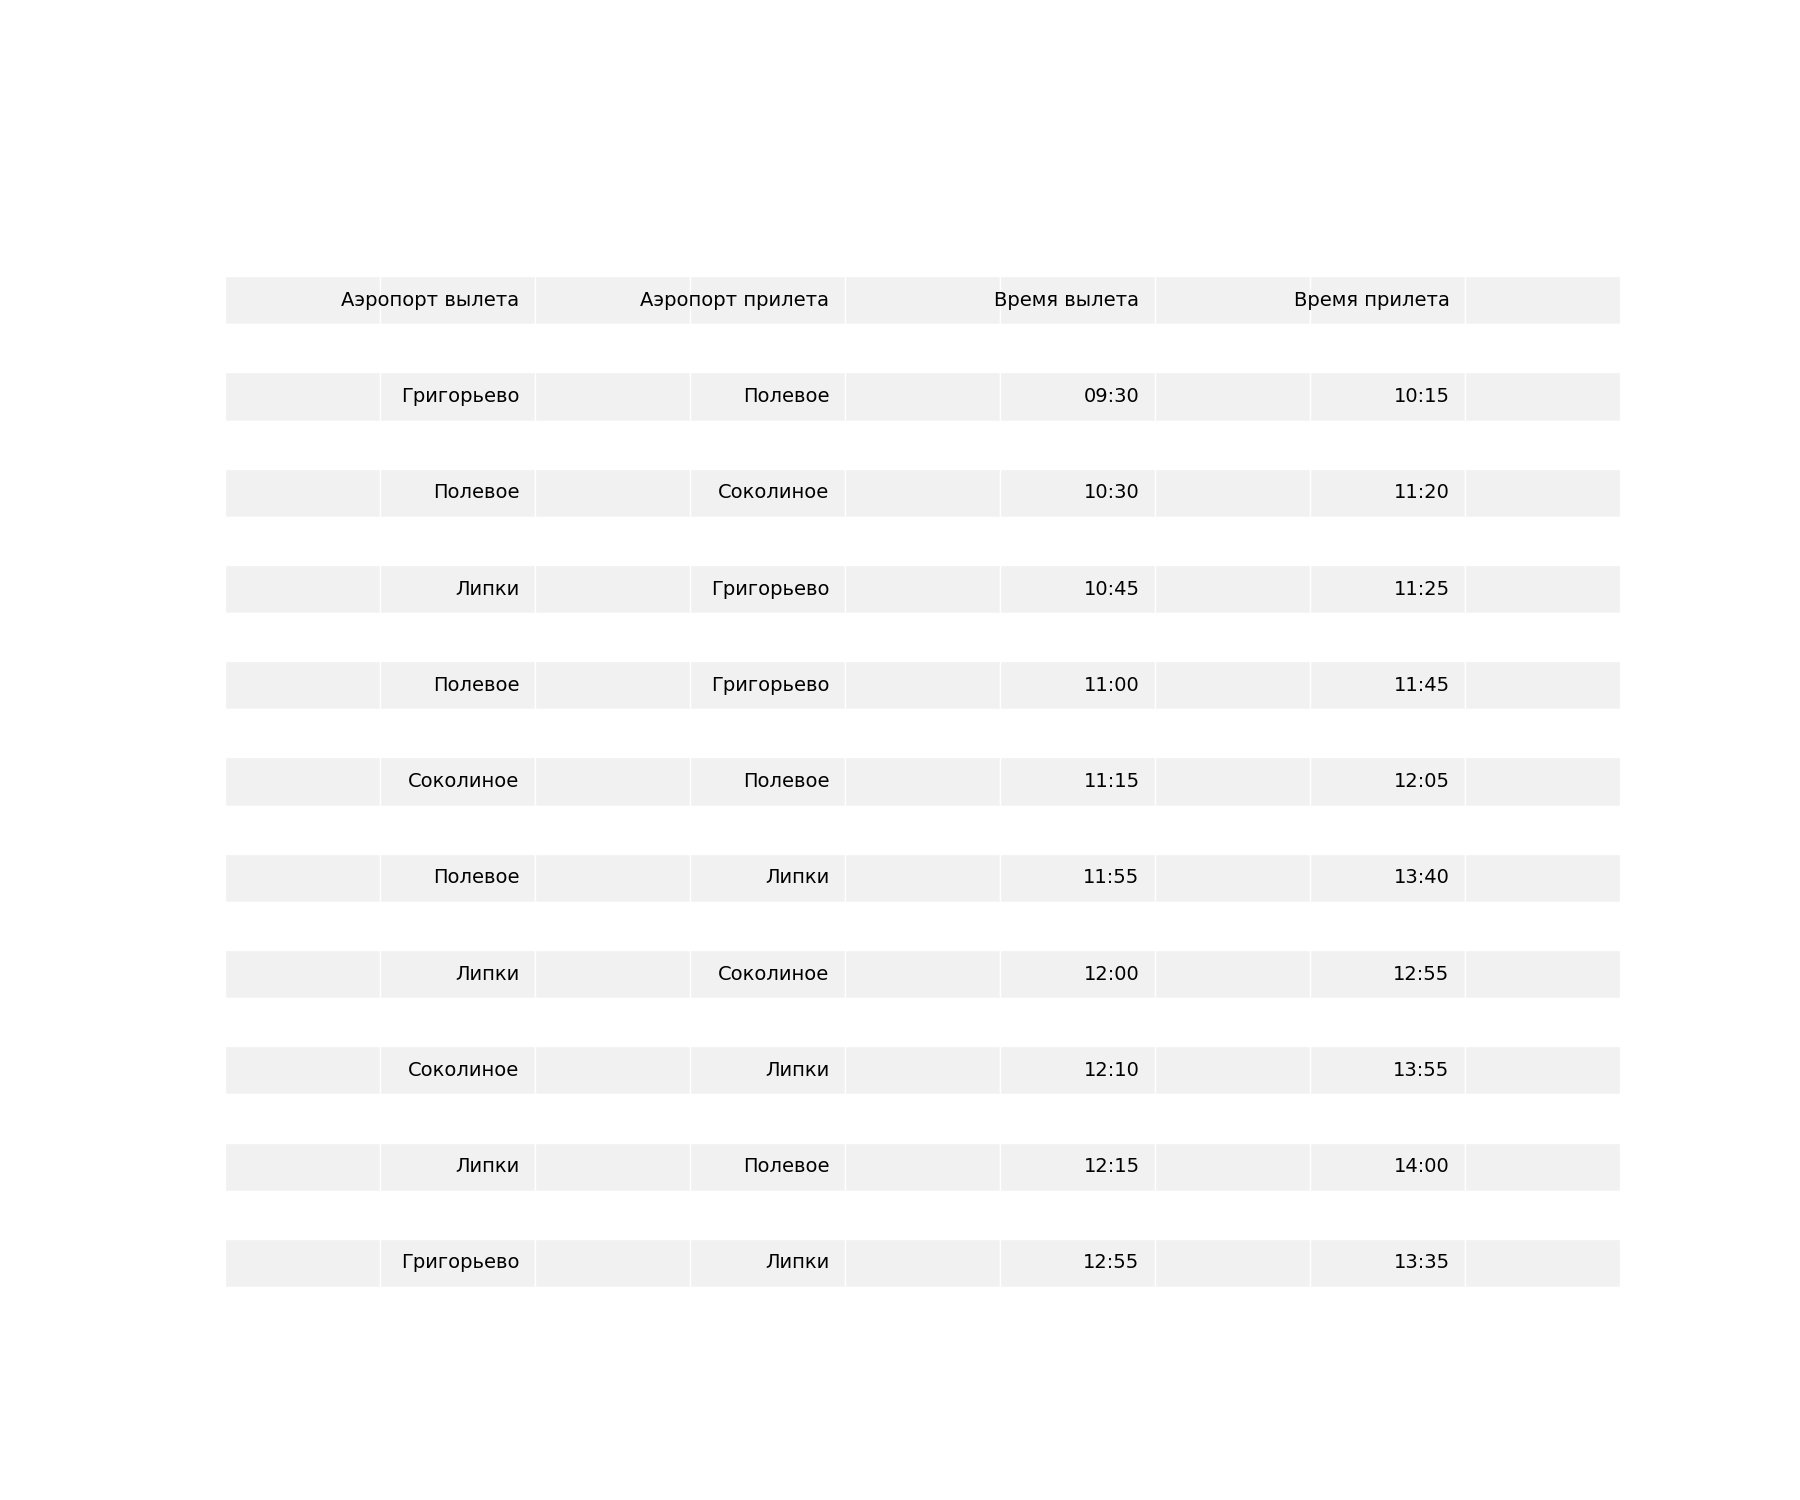 Аэропорт вылета Аэропорт прилета Время вылета Время прилета
Григорьево Полевое 09:30 10:15
Полевое Соколиное 10:30 11:20
Липки Григорьево 10:45 11:25
Полевое Григорьево 11:00 11:45
Соколиное Полевое 11:15 12:05
Полевое Липки 11:55 13:40
Липки Соколиное 12:00 12:55
Соколиное Липки 12:10 13:55
Липки Полевое 12:15 14:00
Григорьево Липки 12:55 13:35